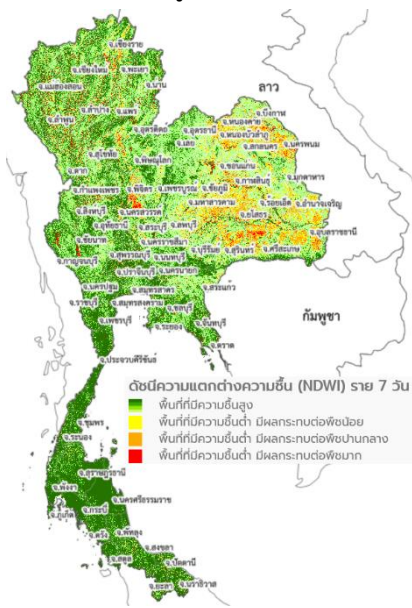 จ.เชียงราย
จ.เชียงใหม่
จ.พะเยา
จ.แม่ฮ่องสอน
จ.น่าน
ลาว
จ.ลำปาง
จ.แพร่
จ.ลำพูน
จ.บึงกาฬ
จ.หนองคาย
จ.อุตรดิตถ์
จ.อุดรธานี
จ.หนองบัวลำภู
จ.เลย
จ.สกลนคร
จ.นครพนม
จ.สุโขทัย
จ.พิษณุโลก
จ.ตาก
จ.ขอนแก่น
จ.มุกดาหาร
จ.กำแพงเพชร
จ.พิจิตร
จ.เพชรบูรณ์
จ.ชัยภูมิ
จ.กาฬสินธุ์
จ.มหาสารคาม
จ.ร้อยเอ็ด
จ.อำนาจเจริญ
จ.สิงหบุรี
จ.นครสวรรค์
จ.ยโสธร
จ.อุทัยธานี
จ.สระบุรี
จ.ลพบุรี
จ.อุบลราชธานี
จ.ชัยนาท
จ.นครราชสีมา
จ.บุรีรัมย์
จ.สุรินทร์
จ.ศรีสะเกษ
จ.สุพรรณบุรี
จ.นนทบุรี
จ.กาญจนบุรี
จ.ปราจีนบุรี
จ.นครนายก
จ.นครปฐม
จ.สมุทรสาคร
จ.สระแก้ว
จ.ราชบุรี
จ.สมุทรสงคราม
จ.ชลบุรี
กัมพูชา
จ.เพชรบุรี
จ.ระยอง
จ.จันทบุรี
จ.ตราด
จ.ประจวบคีรีขันธ์
ดัชนีความแตกต่างความชื้น (NDWI) ราย 7 วัน
พื้นที่ที่มีความชื้นสูง
พื้นที่ที่มีความชื้นต่ำ มีผลกระทบต่อพืชน้อย
พื้นที่ที่มีความชื้นต่ำ มีผลกระทบต่อพืชปานกลาง
พื้นที่ที่มีความชื้นต่ำ มีผลกระทบต่อพืชมาก
จ.ชุมพร
จ.ระนอง
จ.สุราษฎร์ธานี
จ.พังงา
จ.นครศรีธรรมราช
จ.กระบี่
จ.ภูเก็ต
จ.ตรัง
จ.พัทลุง
จ.สงขลา
จ.สตูล
จ.ปัตตานี
จ.ยะลา
จ.นราธิวาส